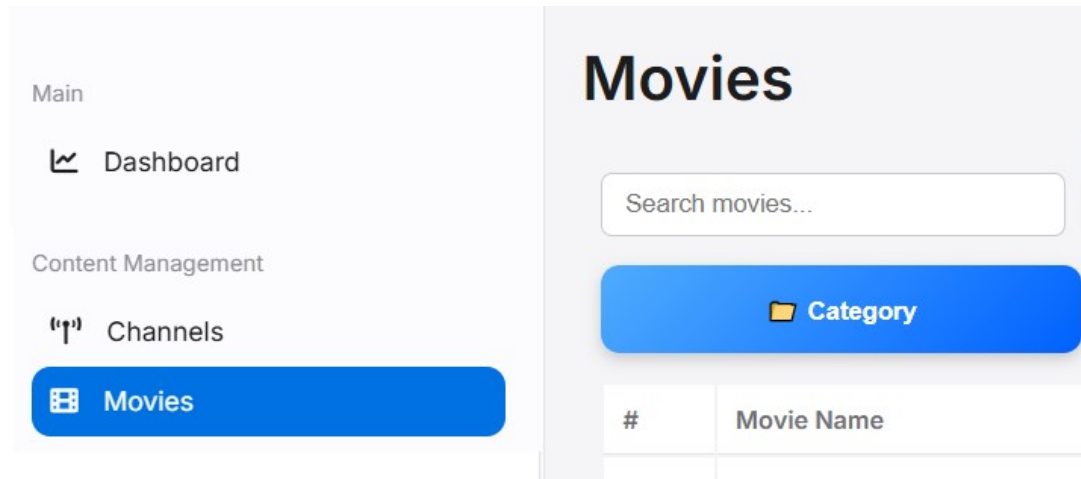 Main
Dashboard
Content Management
Channels
Movies
Movies
Search movies...
Category
# Movie Name